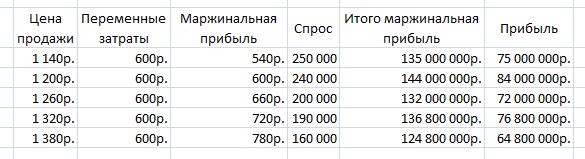 Цена
продажи
Переменные
затраты
Маржинальная
прибыль
Спрос
Итого маржинальная
прибыль
Прибыль
1 140р. 600р. 540р. 250 000 135 000 000р. 75 000 000р.
1 200р. 600р. 600р. 240 000 144 000 000р. 84 000 000р.
1 260р. 600р. 660р. 200 000 132 000 000р. 72 000 000р.
1 320р. 600р. 720р. 190 000 136 800 000р. 76 800 000р.
1 380р. 600р. 780р. 160 000 124 800 000р. 64 800 000р.